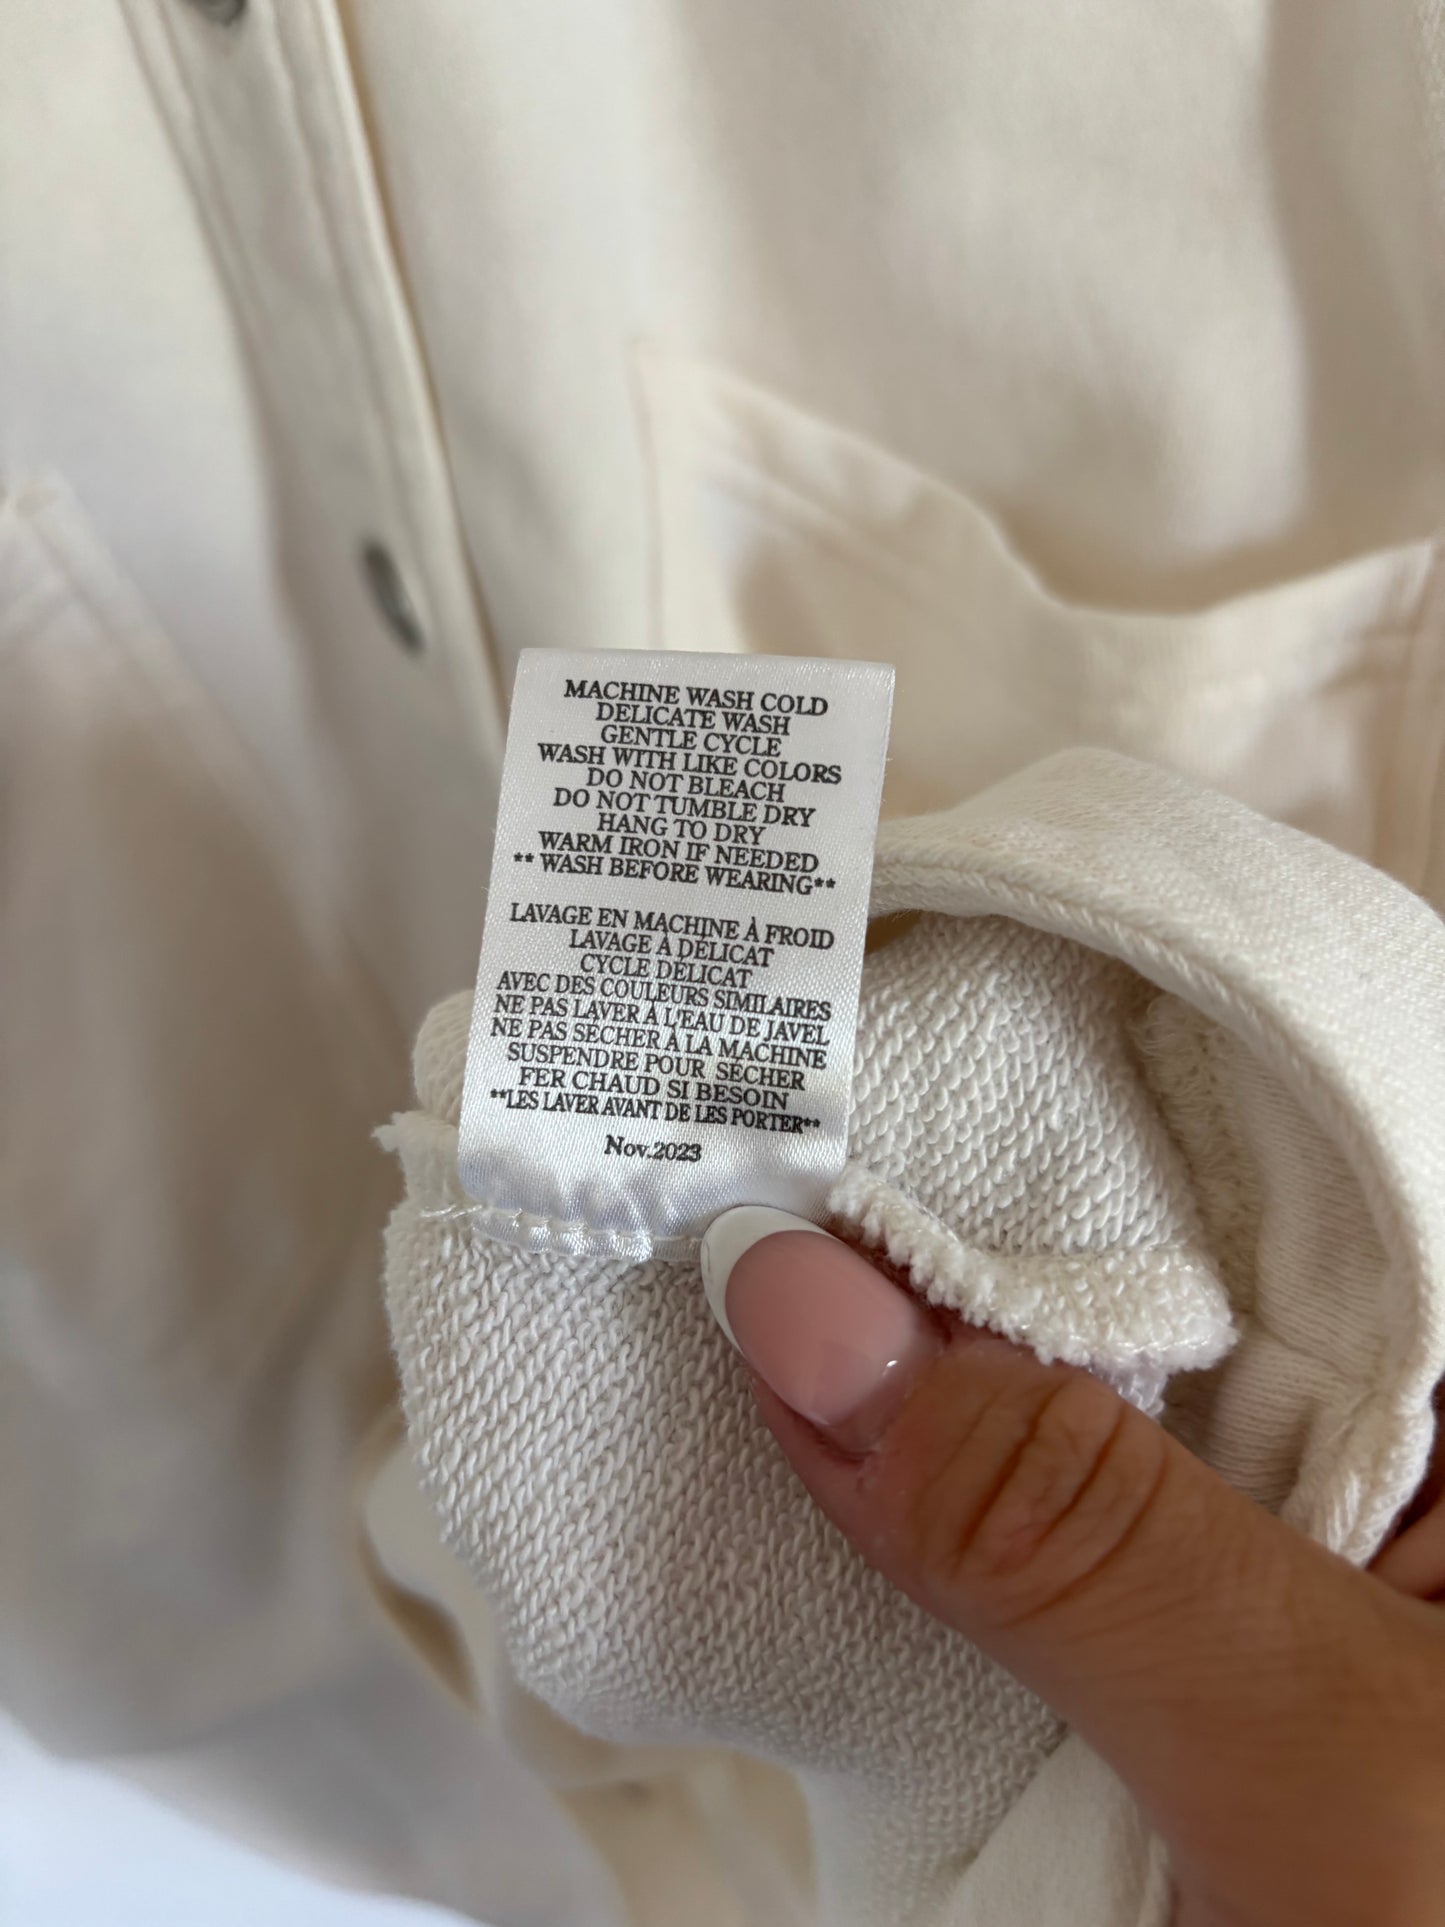 MACHINE WASH COLD
DELICATE WASH
GENTLE CYCLE
WASH WITH LIKE COLORS
DO NOT BLEACH
DO NOT TUMBLE DRY
HANG TO DRY
WARM IRON IF NEEDED
** WASH BEFORE WEARING**
LAVAGE EN MACHINE À FROID
LAVAGE À DÉLICAT
CYCLE DÉLICAT
AVEC DES COULEURS SIMILAIRES
NE PAS LAVER À L'EAU DE JAVEL
NE PAS SÉCHER À LA MACHINE
SUSPENDRE POUR SÉCHER
FER CHAUD SI BESOIN
**LES LAVER AVANT DE LES PORTER**
Nov.2023